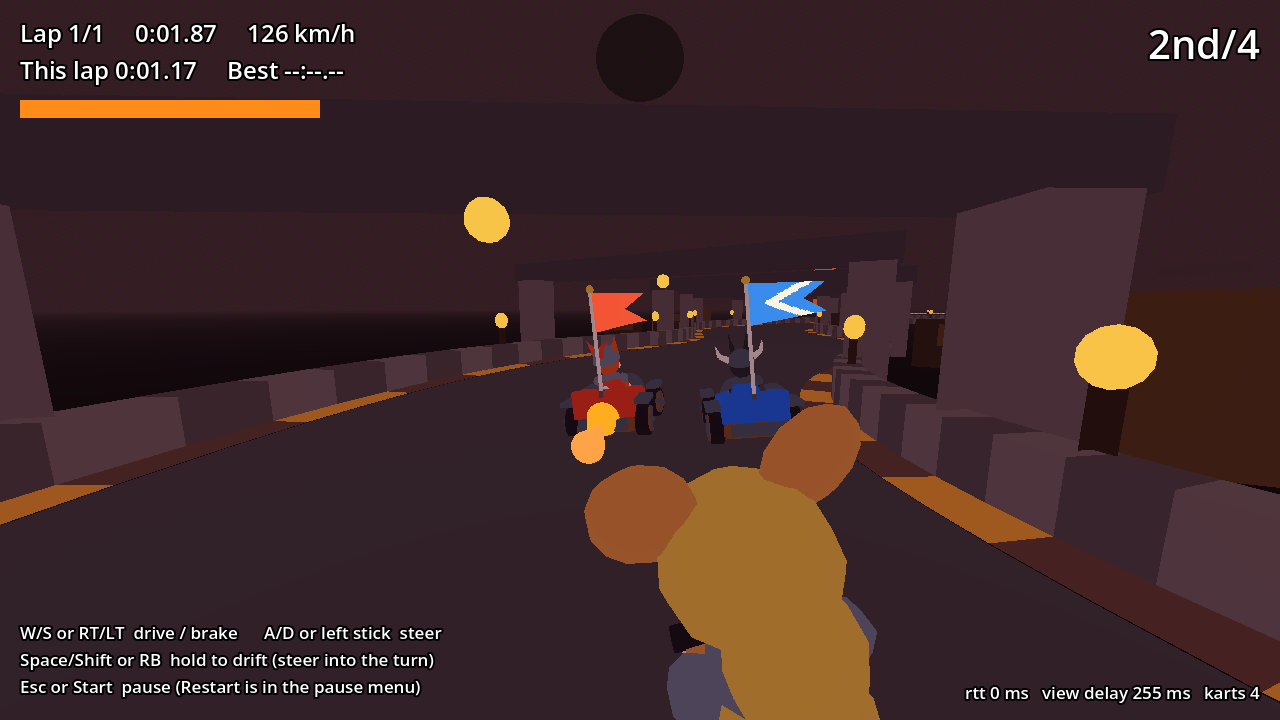 Lap 1/1 0:01.87 126 km/h
2nd/4
This lap 0:01.17 Best --:--.--
W/S or RT/LT drive / brake A/D or left stick steer
Space/Shift or RB hold to drift (steer into the turn)
Esc or Start pause (Restart is in the pause menu)
rtt 0 ms view delay 255 ms karts 4